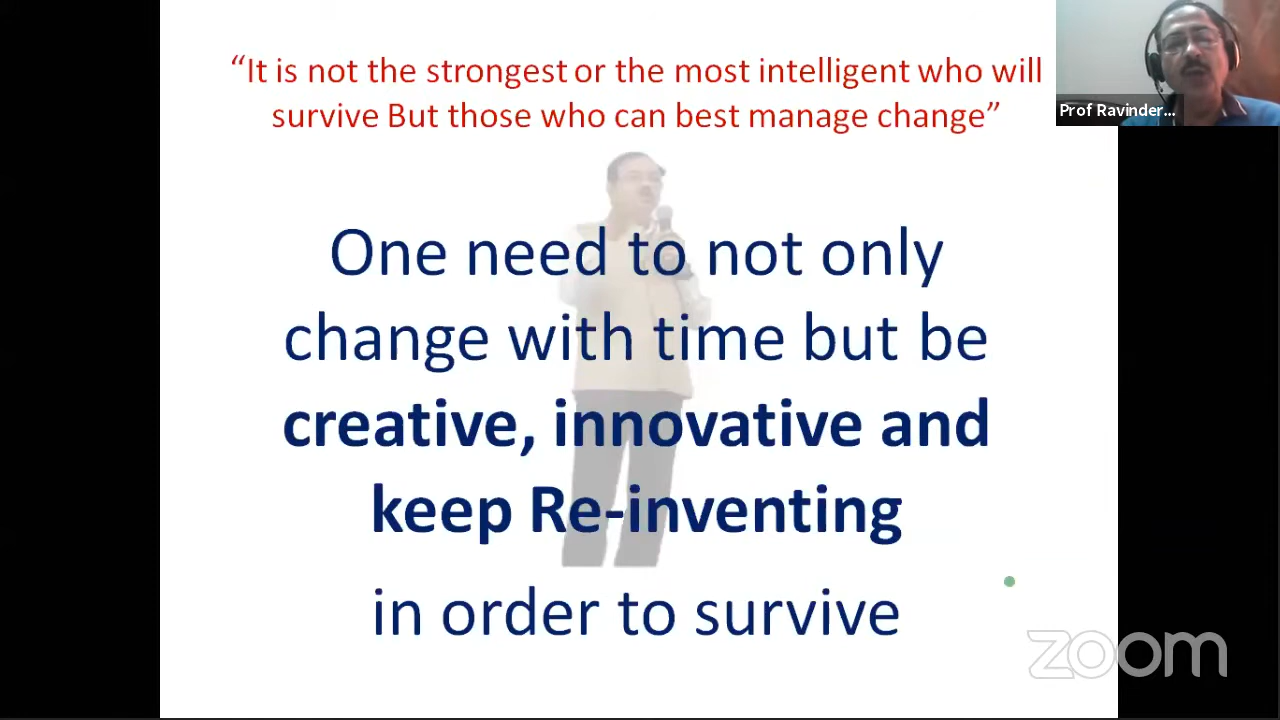 “It is not the strongest or the most intelligent who will
survive But those who can best manage change”
Prof Ravinder...
One need to not only
change with time but be
creative, innovative and
keep Re-inventing
in order to survive
zoom